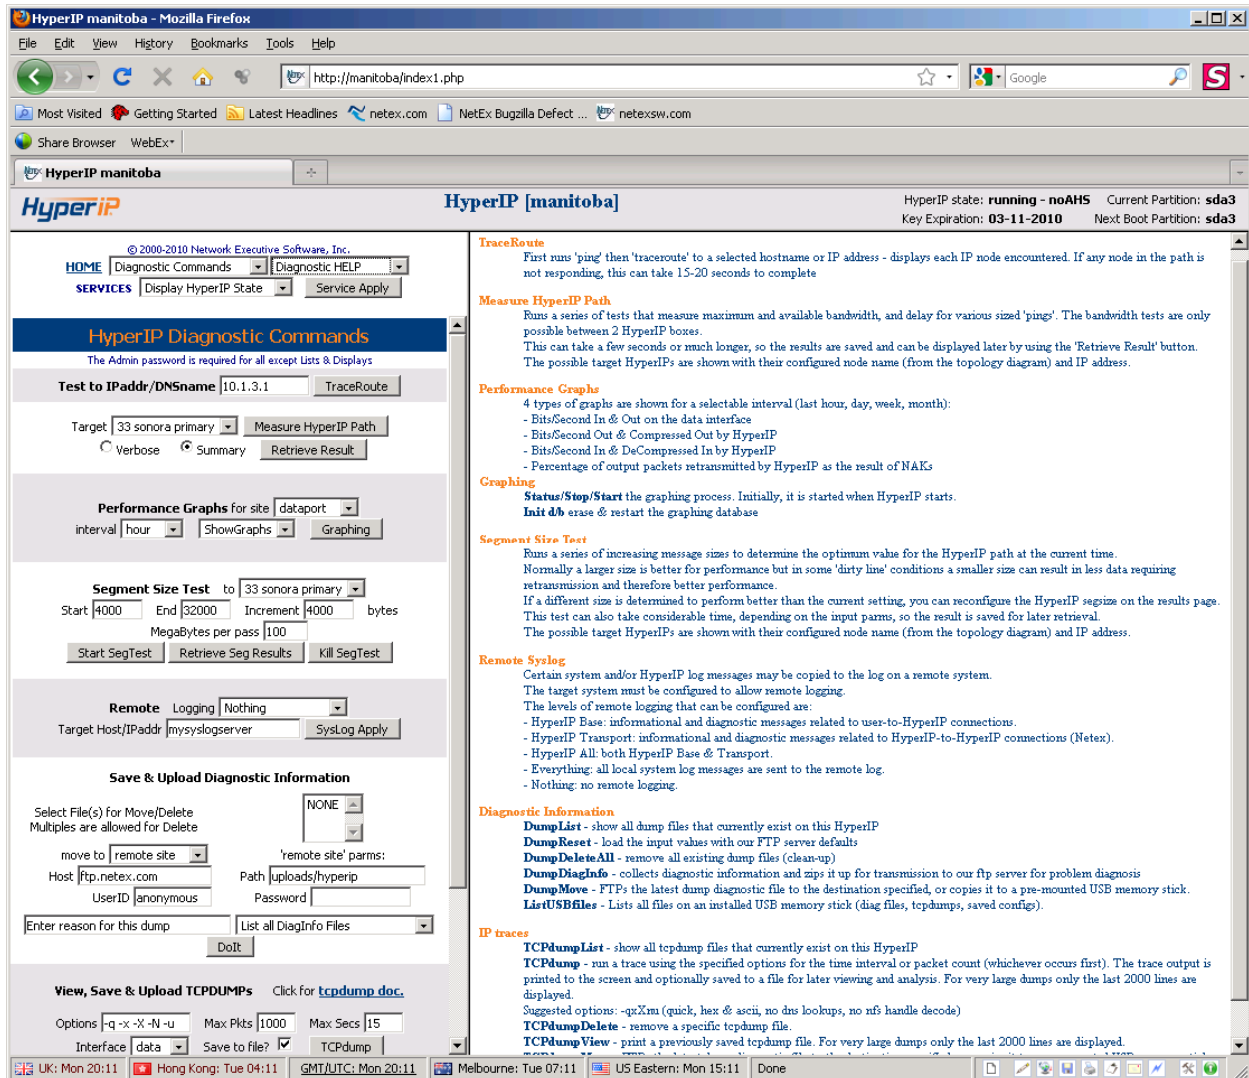 HyperIP manitoba - Mozilla Firefox
File Edit View History Bookmarks Tools Help
http://manitoba/index1.php
Google
Most Visited Getting Started Latest Headlines netex.com NetEx Bugzilla Defect ... netexsw.com
Share Browser WebEx
HyperIP manitoba
HyperIP
HyperIP [manitoba]
HyperIP state: running - noAHS Current Partition: sda3
Key Expiration: 03-11-2010 Next Boot Partition: sda3
© 2000-2010 Network Executive Software, Inc.
HOME Diagnostic Commands Diagnostic HELP
SERVICES Display HyperIP State Service Apply
HyperIP Diagnostic Commands
The Admin password is required for all except Lists & Displays
Test to IPaddr/DNSname 10.1.3.1 TraceRoute
Target 33 sonora primary Measure HyperIP Path
Verbose Summary Retrieve Result
Performance Graphs for site dataport
interval hour ShowGraphs Graphing
Segment Size Test to 33 sonora primary
Start 4000 End 32000 Increment 4000 bytes
MegaBytes per pass 100
Start SegTest Retrieve Seg Results Kill SegTest
Remote Logging Nothing
Target Host/IPaddr mysyslogserver SysLog Apply
Save & Upload Diagnostic Information
Select File(s) for Move/Delete
Multiples are allowed for Delete
NONE
move to remote site 'remote site' parms:
Host ftp.netex.com Path uploads/hyperip
UserID anonymous Password
Enter reason for this dump List all DiagInfo Files
DoIt
View, Save & Upload TCPDUMPs Click for tcpdump doc.
Options -q -x -X -N -u Max Pkts 1000 Max Secs 15
Interface data Save to file? TCPdump
TraceRoute
First runs 'ping' then 'traceroute' to a selected hostname or IP address - displays each IP node encountered. If any node in the path is
not responding, this can take 15-20 seconds to complete
Measure HyperIP Path
Runs a series of tests that measure maximum and available bandwidth, and delay for various sized 'pings'. The bandwidth tests are only
possible between 2 HyperIP boxes.
This can take a few seconds or much longer, so the results are saved and can be displayed later by using the 'Retrieve Result' button.
The possible target HyperIPs are shown with their configured node name (from the topology diagram) and IP address.
Performance Graphs
4 types of graphs are shown for a selectable interval (last hour, day, week, month):
- Bits/Second In & Out on the data interface
- Bits/Second Out & Compressed Out by HyperIP
- Bits/Second In & DeCompressed In by HyperIP
- Percentage of output packets retransmitted by HyperIP as the result of NAKs
Graphing
Status/Stop/Start the graphing process. Initially, it is started when HyperIP starts.
Init d/b erase & restart the graphing database
Segment Size Test
Runs a series of increasing message sizes to determine the optimum value for the HyperIP path at the current time.
Normally a larger size is better for performance but in some 'dirty line' conditions a smaller size can result in less data requiring
retransmission and therefore better performance.
If a different size is determined to perform better than the current setting, you can reconfigure the HyperIP segsize on the results page.
This test can also take considerable time, depending on the input parms, so the result is saved for later retrieval.
The possible target HyperIPs are shown with their configured node name (from the topology diagram) and IP address.
Remote Syslog
Certain system and/or HyperIP log messages may be copied to the log on a remote system.
The target system must be configured to allow remote logging.
The levels of remote logging that can be configured are:
- HyperIP Base: informational and diagnostic messages related to user-to-HyperIP connections.
- HyperIP Transport: informational and diagnostic messages related to HyperIP-to-HyperIP connections (Netex).
- HyperIP All: both HyperIP Base & Transport.
- Everything: all local system log messages are sent to the remote log.
- Nothing: no remote logging.
Diagnostic Information
DumpList - show all dump files that currently exist on this HyperIP
DumpReset - load the input values with our FTP server defaults
DumpDeleteAll - remove all existing dump files (clean-up)
DumpDiagInfo - collects diagnostic information and zips it up for transmission to our ftp server for problem diagnosis
DumpMove - FTPs the latest dump diagnostic file to the destination specified, or copies it to a pre-mounted USB memory stick.
ListUSBfiles - Lists all files on an installed USB memory stick (diag files, tcpdumps, saved configs).
IP traces
TCPdumpList - show all tcpdump files that currently exist on this HyperIP
TCPdump - run a trace using the specified options for the time interval or packet count (whichever occurs first). The trace output is
printed to the screen and optionally saved to a file for later viewing and analysis. For very large dumps only the last 2000 lines are
displayed.
Suggested options: -qxXnu (quick, hex & ascii, no dns lookups, no nfs handle decode)
TCPdumpDelete - remove a specific tcpdump file.
TCPdumpView - print a previously saved tcpdump file. For very large dumps only the last 2000 lines are displayed.
UK: Mon 20:11 Hong Kong: Tue 04:11 GMT/UTC: Mon 20:11 Melbourne: Tue 07:11 US Eastern: Mon 15:11 Done